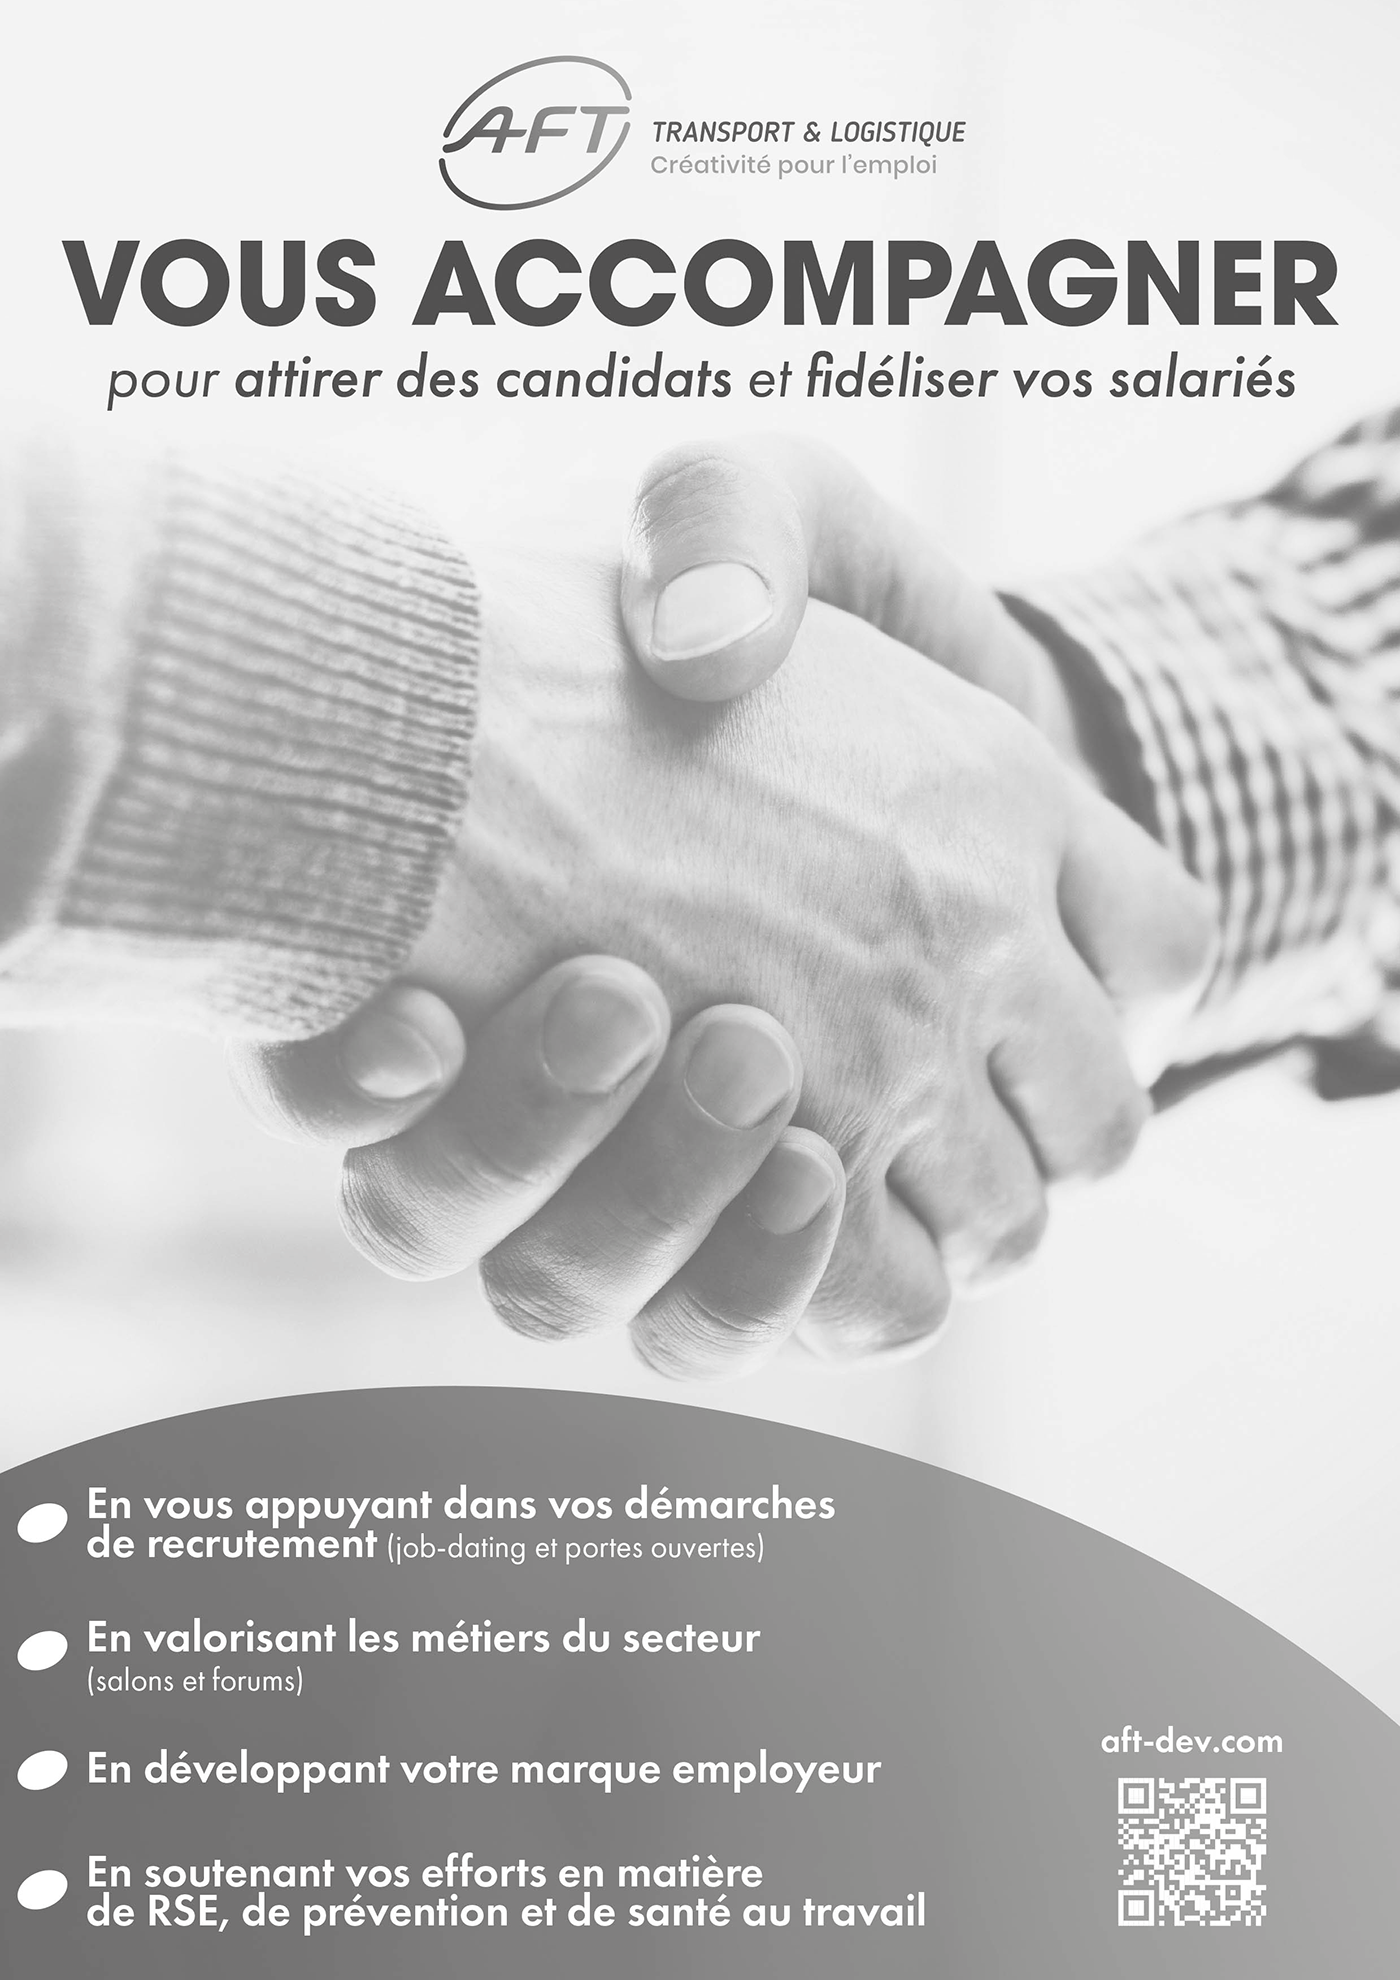 AFT
TRANSPORT & LOGISTIQUE
Créativité pour l'emploi
VOUS ACCOMPAGNER
pour attirer des candidats et fidéliser vos salariés
En vous appuyant dans vos démarches
de recrutement (job-dating et portes ouvertes)
En valorisant les métiers du secteur
(salons et forums)
En développant votre marque employeur
En soutenant vos efforts en matière
de RSE, de prévention et de santé au travail
aft-dev.com